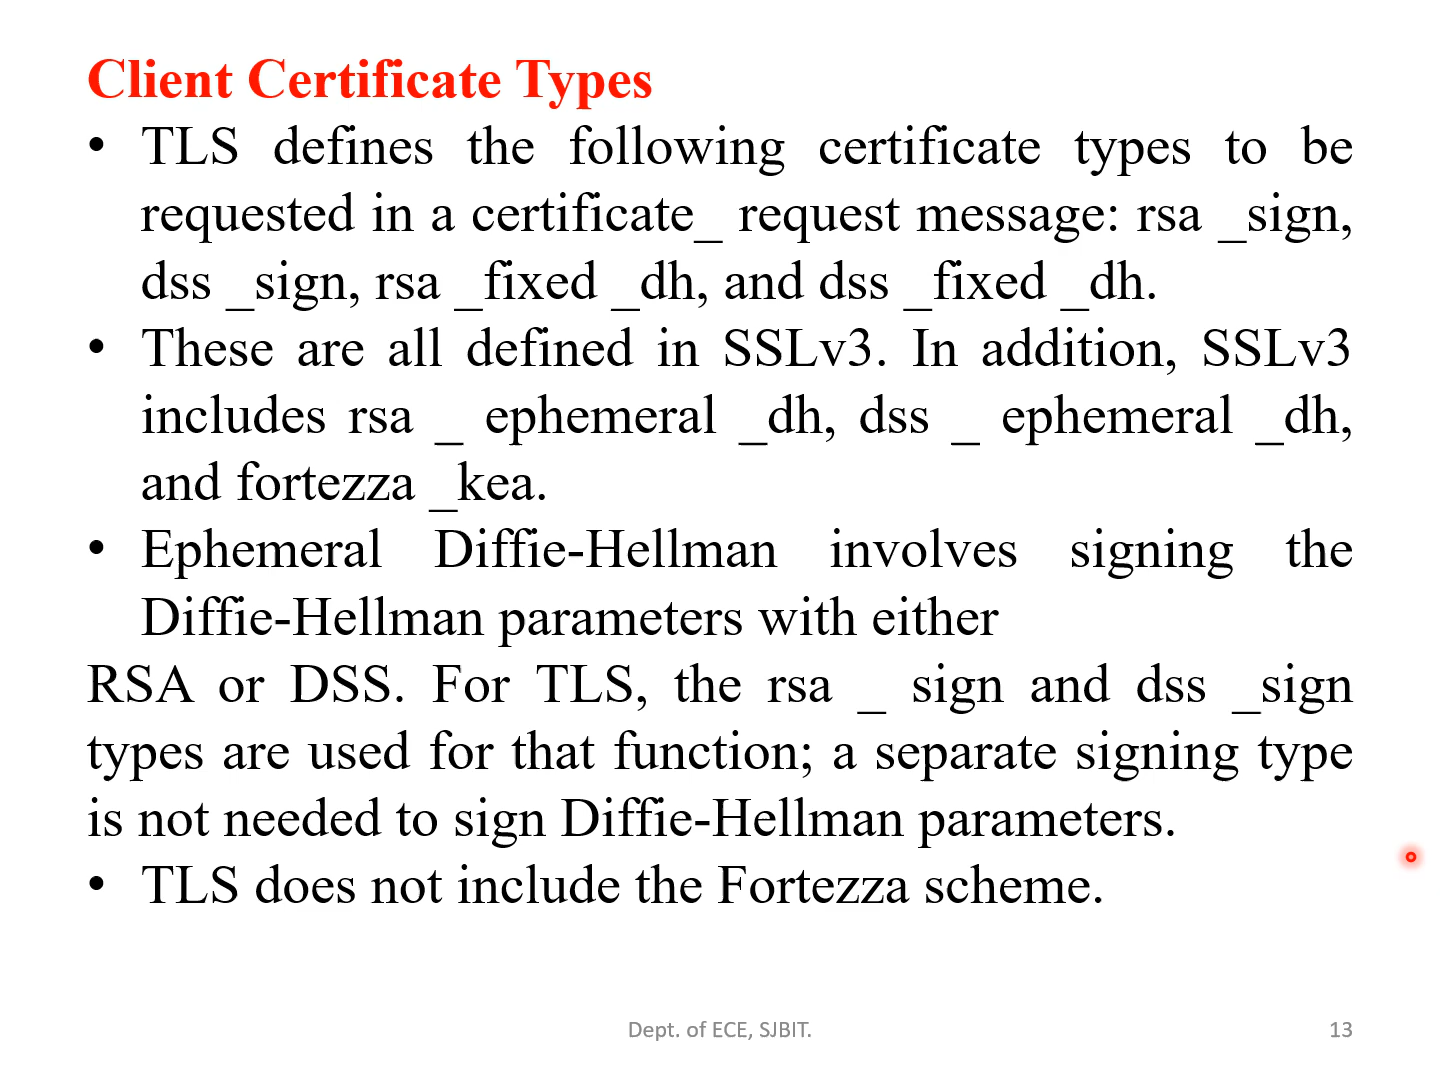 Client Certificate Types
• TLS defines the following certificate types to be
requested in a certificate_ request message: rsa _sign,
dss _sign, rsa _fixed _dh, and dss _fixed _dh.
• These are all defined in SSLv3. In addition, SSLv3
includes rsa _ ephemeral _dh, dss _ ephemeral _dh,
and fortezza _kea.
• Ephemeral Diffie-Hellman involves signing the
Diffie-Hellman parameters with either
RSA or DSS. For TLS, the rsa _ sign and dss _sign
types are used for that function; a separate signing type
is not needed to sign Diffie-Hellman parameters.
• TLS does not include the Fortezza scheme.
Dept. of ECE, SJBIT.
13